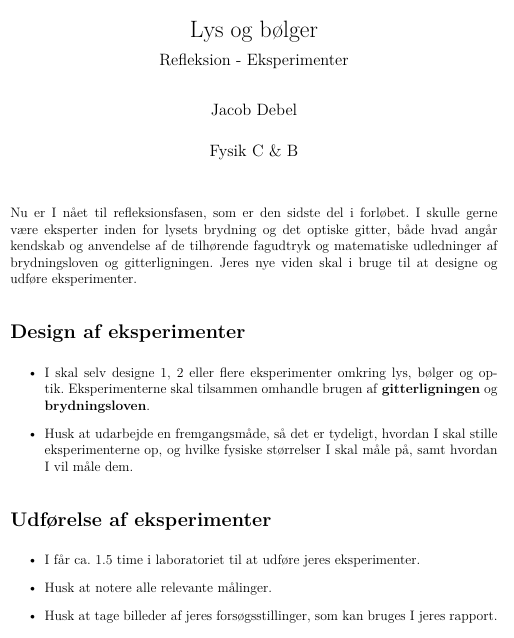 Lys og bølger
Refleksion - Eksperimenter
Jacob Debel
Fysik C & B
Nu er I nået til refleksionsfasen, som er den sidste del i forløbet. I skulle gerne
være eksperter inden for lysets brydning og det optiske gitter, både hvad angår
kendskab og anvendelse af de tilhørende fagudtryk og matematiske udledninger af
brydningsloven og gitterligningen. Jeres nye viden skal i bruge til at designe og
udføre eksperimenter.
Design af eksperimenter
• I skal selv designe 1, 2 eller flere eksperimenter omkring lys, bølger og op-
tik. Eksperimenterne skal tilsammen omhandle brugen af gitterligningen og
brydningsloven.
• Husk at udarbejde en fremgangsmåde, så det er tydeligt, hvordan I skal stille
eksperimenterne op, og hvilke fysiske størrelser I skal måle på, samt hvordan
I vil måle dem.
Udførelse af eksperimenter
• I får ca. 1.5 time i laboratoriet til at udføre jeres eksperimenter.
• Husk at notere alle relevante målinger.
• Husk at tage billeder af jeres forsøgsstillinger, som kan bruges I jeres rapport.